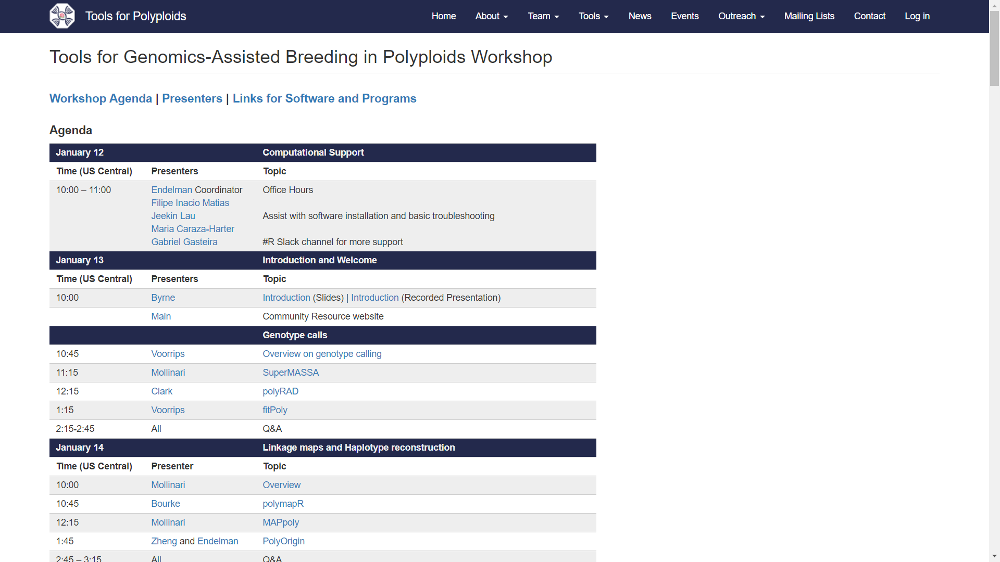 Tools for Polyploids
Home About Team Tools News Events Outreach Mailing Lists Contact Log in
Tools for Genomics-Assisted Breeding in Polyploids Workshop
Workshop Agenda | Presenters | Links for Software and Programs
Agenda
January 12 Computational Support
Time (US Central) Presenters Topic
10:00 – 11:00 Endelman Coordinator Office Hours
Filipe Inacio Matias
Jeekin Lau Assist with software installation and basic troubleshooting
Maria Caraza-Harter
Gabriel Gasteira #R Slack channel for more support
January 13 Introduction and Welcome
Time (US Central) Presenters Topic
10:00 Byrne Introduction (Slides) | Introduction (Recorded Presentation)
Main Community Resource website
Genotype calls
10:45 Voorrips Overview on genotype calling
11:15 Mollinari SuperMASSA
12:15 Clark polyRAD
1:15 Voorrips fitPoly
2:15-2:45 All Q&A
January 14 Linkage maps and Haplotype reconstruction
Time (US Central) Presenter Topic
10:00 Mollinari Overview
10:45 Bourke polymapR
12:15 Mollinari MAPpoly
1:45 Zheng and Endelman PolyOrigin
2:45 – 3:15 All Q&A